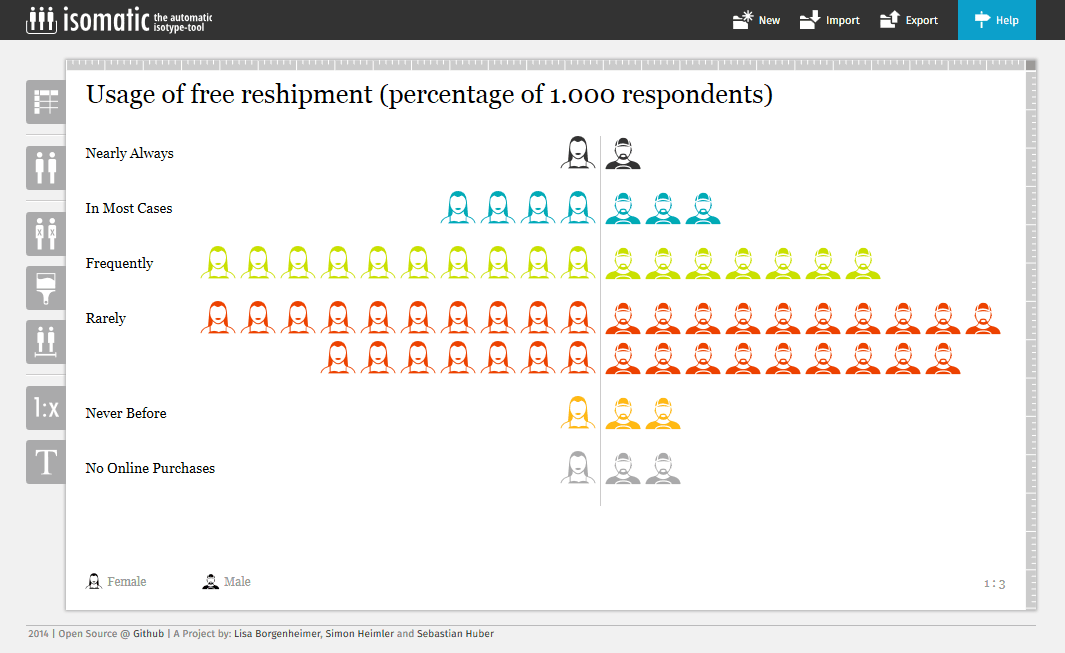 isomatic the automatic
isotype-tool
New Import Export Help
Usage of free reshipment (percentage of 1.000 respondents)
Nearly Always
In Most Cases
Frequently
Rarely
Never Before
No Online Purchases
Female Male 1:3
x x
1:x
T
2014 | Open Source @ Github | A Project by: Lisa Borgenheimer, Simon Heimler and Sebastian Huber